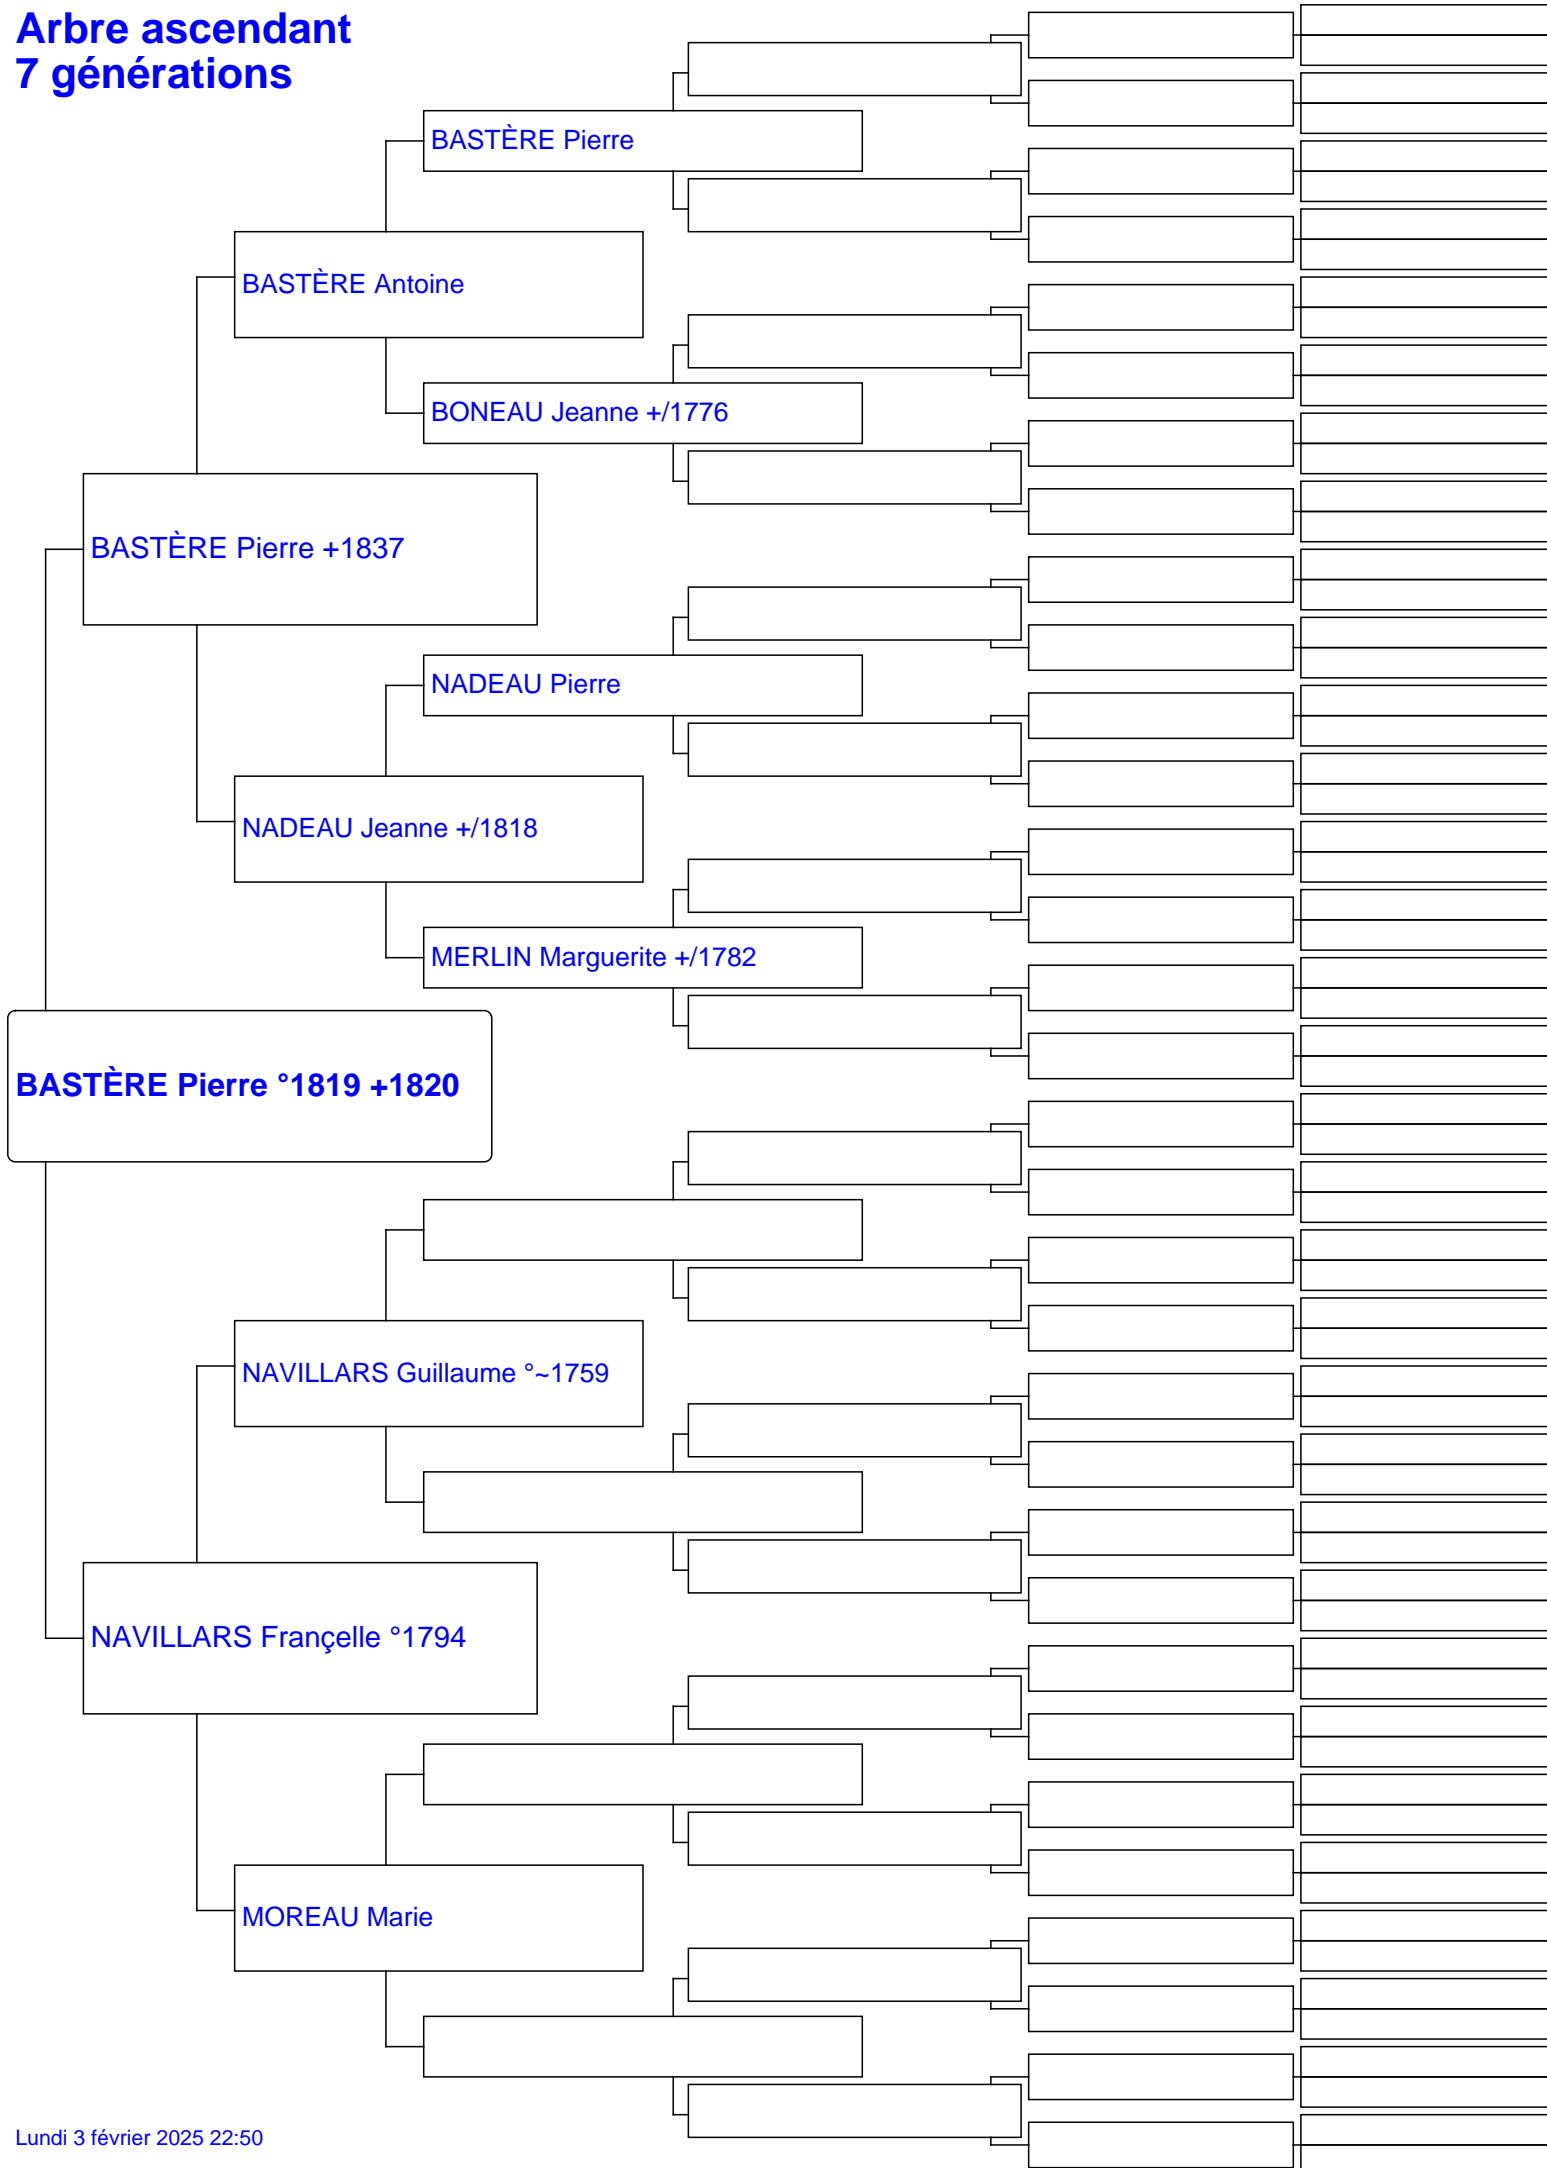 Arbre ascendant
7 générations
BASTÈRE Pierre
BASTÈRE Antoine
BONEAU Jeanne +/1776
BASTÈRE Pierre +1837
NADEAU Pierre
NADEAU Jeanne +/1818
MERLIN Marguerite +/1782
BASTÈRE Pierre °1819 +1820
NAVILLARS Guillaume °~1759
NAVILLARS Françelle °1794
MOREAU Marie
Lundi 3 février 2025 22:50